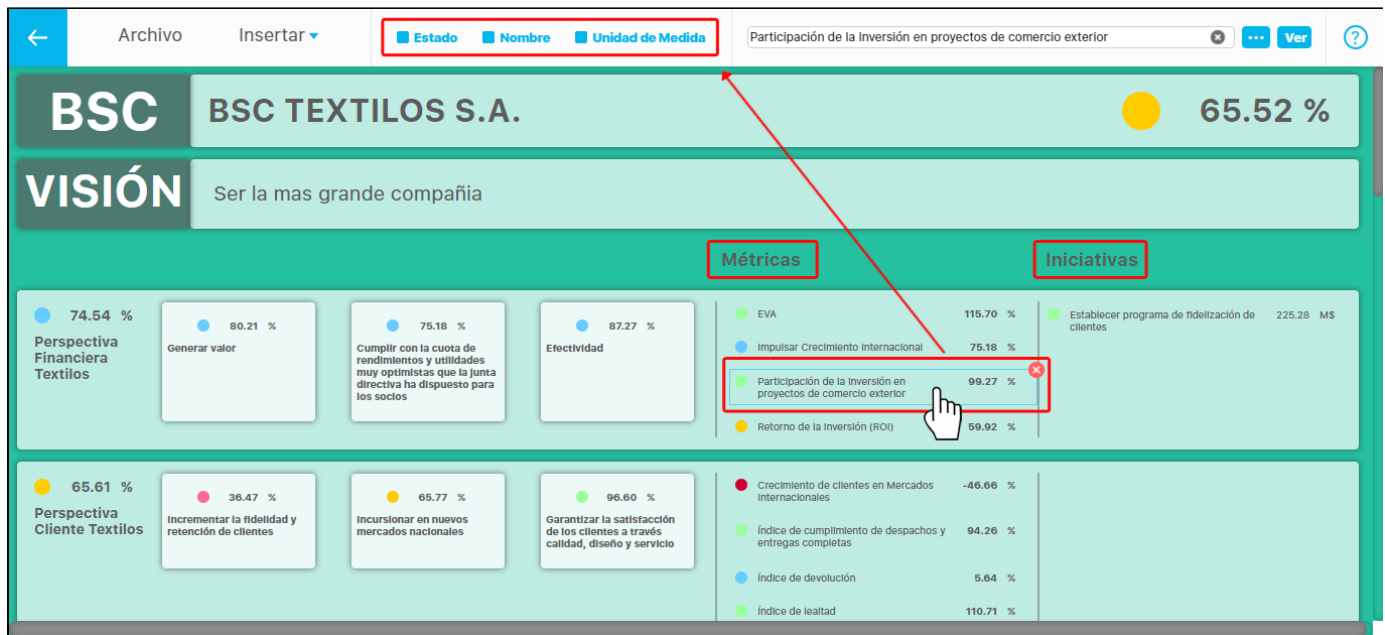 Archivo
Insertar
Estado
Nombre
Unidad de Medida
Participación de la Inversión en proyectos de comercio exterior
Ver
?
BSC
BSC TEXTILOS S.A.
65.52 %
VISIÓN
Ser la mas grande compañia
Métricas
Iniciativas
74.54 %
Perspectiva
Financiera
Textilos
80.21 %
Generar valor
75.18 %
Cumplir con la cuota de
rendimientos y utilidades
muy optimistas que la junta
directiva ha dispuesto para
los socios
87.27 %
Efectividad
EVA 115.70 %
Impulsar Crecimiento Internacional 75.18 %
Participación de la Inversión en 99.27 %
proyectos de comercio exterior
Retorno de la Inversión (ROI) 59.92 %
Establecer programa de fidelización de 225.28 M$
clientes
65.61 %
Perspectiva
Cliente Textilos
36.47 %
Incrementar la fidelidad y
retención de clientes
65.77 %
Incursionar en nuevos
mercados nacionales
96.60 %
Garantizar la satisfacción
de los clientes a través
calidad, diseño y servicio
Crecimiento de clientes en Mercados -46.66 %
Internacionales
Índice de cumplimiento de despachos y 94.26 %
entregas completas
Índice de devolución 5.64 %
Índice de lealtad 110.71 %